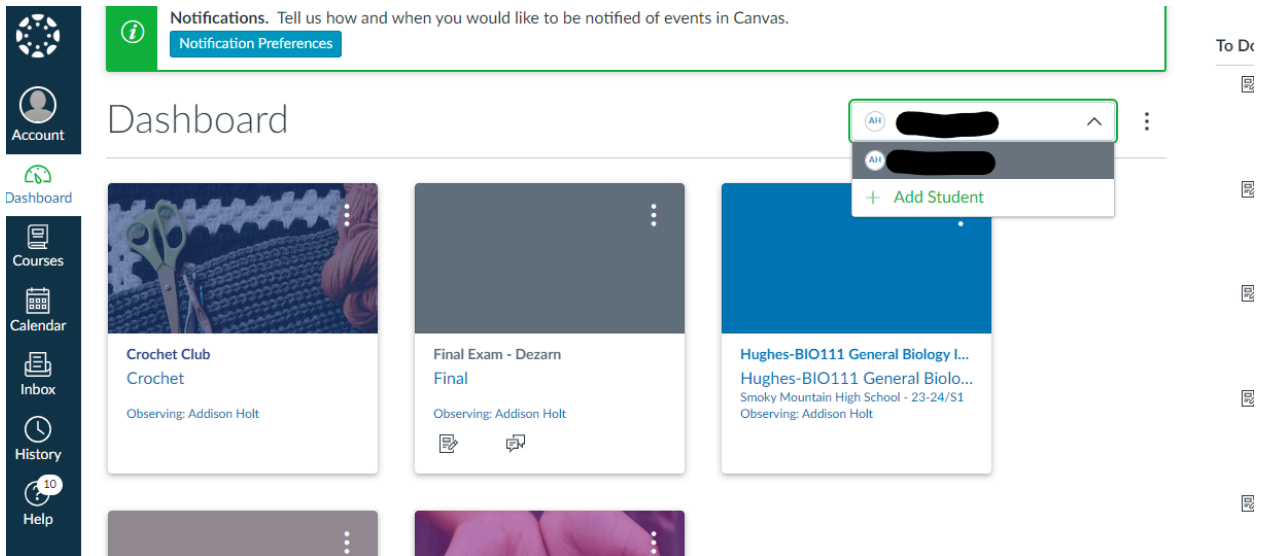 Notifications. Tell us how and when you would like to be notified of events in Canvas.
Notification Preferences
To Do
Account
Dashboard
Courses
Calendar
Inbox
History
10
Help
Dashboard
AH
AH
+ Add Student
Crochet Club
Crochet
Observing: Addison Holt
Final Exam - Dezarn
Final
Observing: Addison Holt
Hughes-BIO111 General Biology I...
Hughes-BIO111 General Biolo...
Smoky Mountain High School - 23-24/S1
Observing: Addison Holt